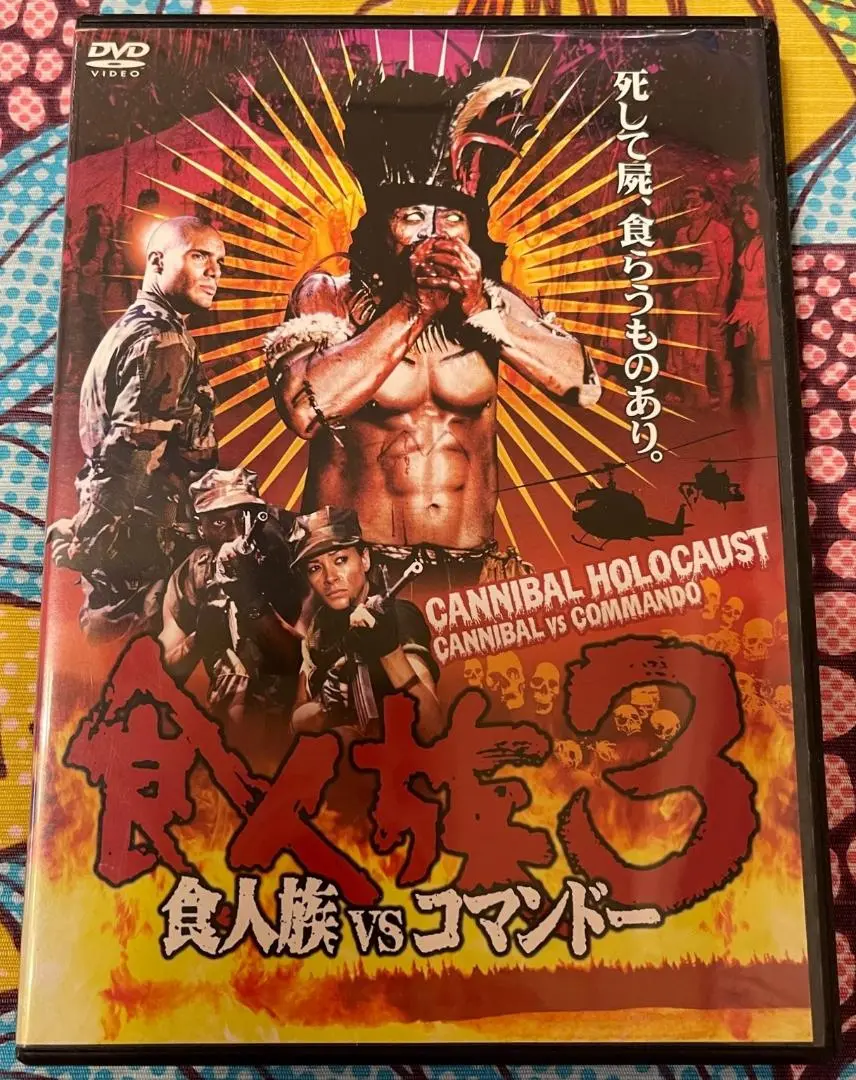 DVD
VIDEO
死して屍、食らうものあり。
CANNIBAL HOLOCAUST
CANNIBAL VS COMMANDO
食人族3
食人族 VS コマンドー